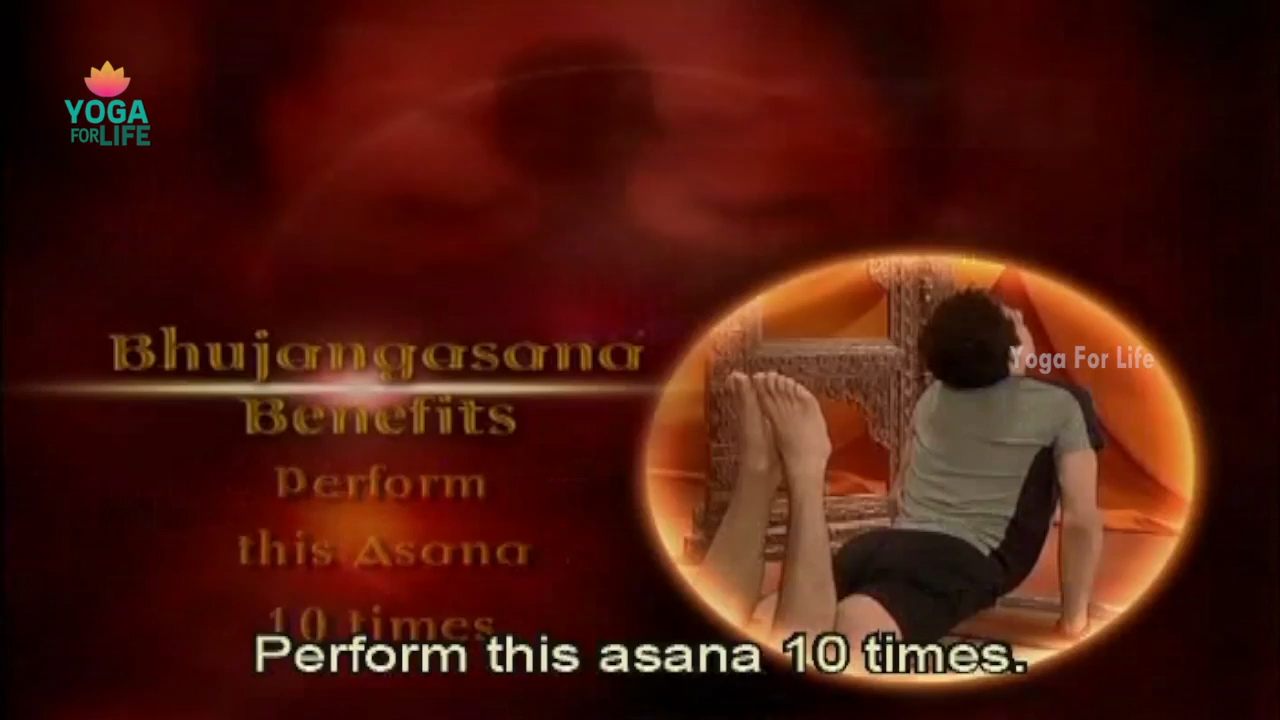 YOGA
FOR LIFE
Bhujangasana
Benefits
Perform
this Asana
10 times
Yoga For Life
Perform this asana 10 times.